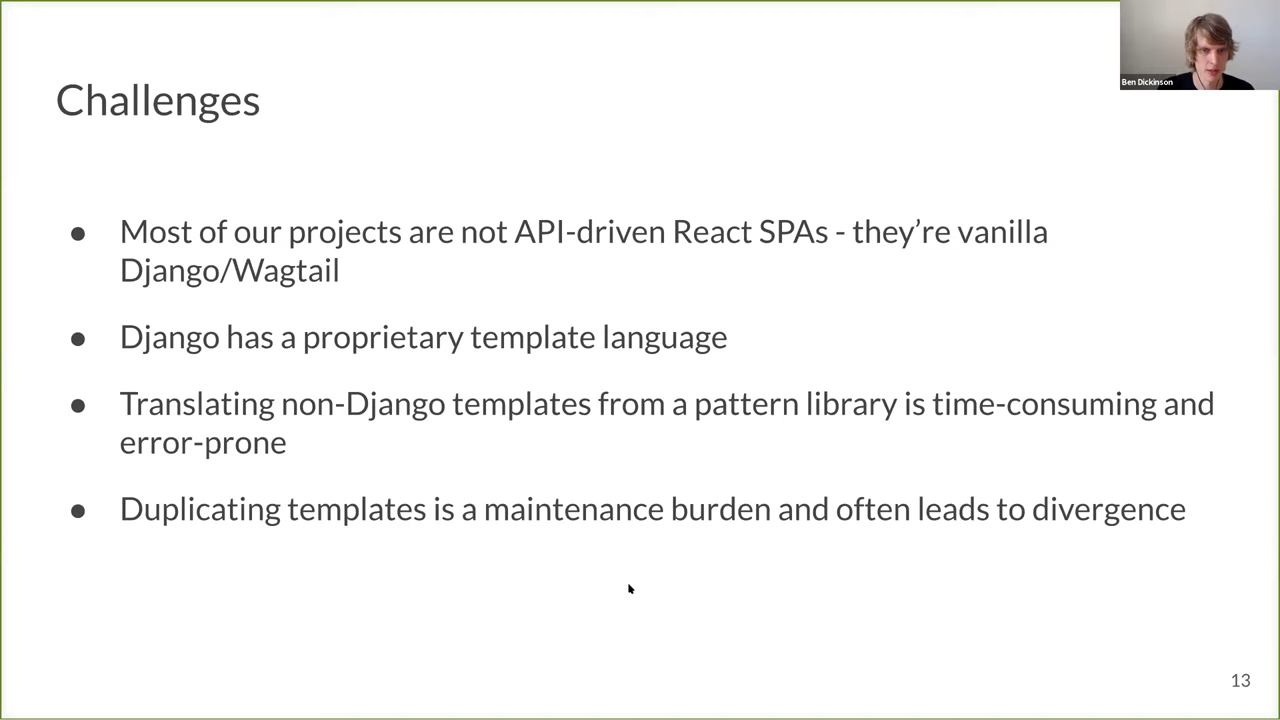 Ben Dickinson
Challenges
● Most of our projects are not API-driven React SPAs - they’re vanilla
Django/Wagtail
● Django has a proprietary template language
● Translating non-Django templates from a pattern library is time-consuming and
error-prone
● Duplicating templates is a maintenance burden and often leads to divergence
13